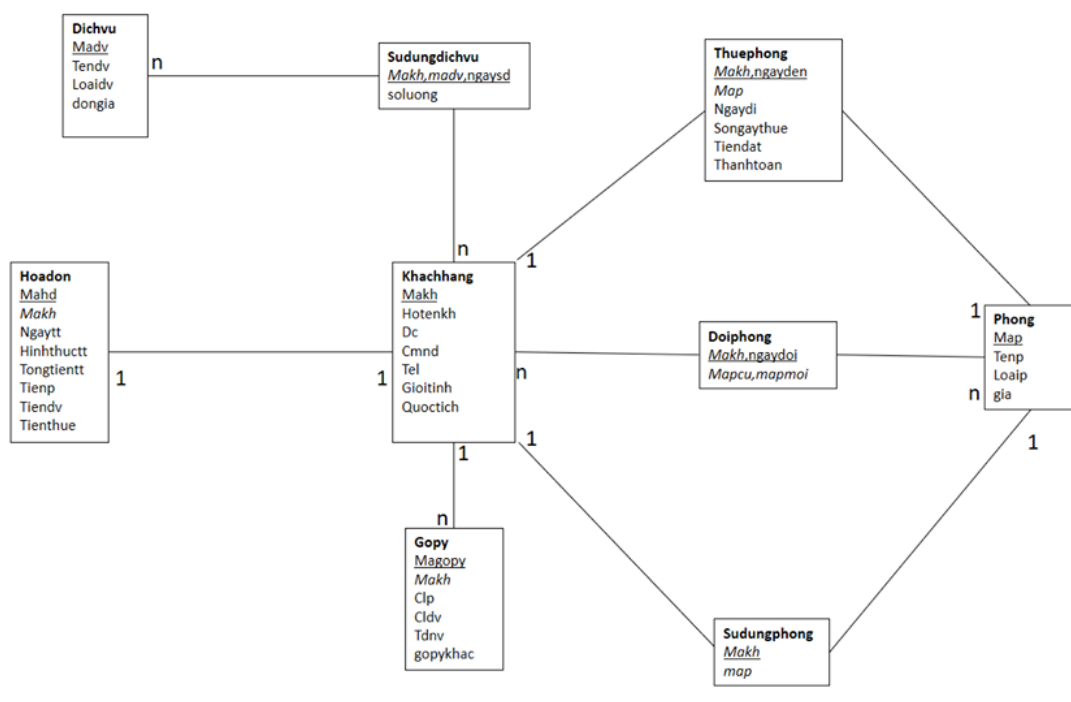 Dichvu
Madv
Tendv
Loaidv
dongia
n
Sudungdichvu
Makh,madv,ngaysd
soluong
n
Thuephong
Makh,ngayden
Map
Ngaydi
Songaythue
Tiendat
Thanhtoan
1
Hoadon
Mahd
Makh
Ngaytt
Hinhthuctt
Tongtientt
Tienp
Tiendv
Tienthue
1
1
Khachhang
Makh
Hotenkh
Dc
Cmnd
Tel
Gioitinh
Quoctich
n
Doiphong
Makh,ngaydoi
Mapcu,mapmoi
1
n
Phong
Map
Tenp
Loaip
gia
1
1
1
n
Gopy
Magopy
Makh
Clp
Cldv
Tdnv
gopykhac
Sudungphong
Makh
map